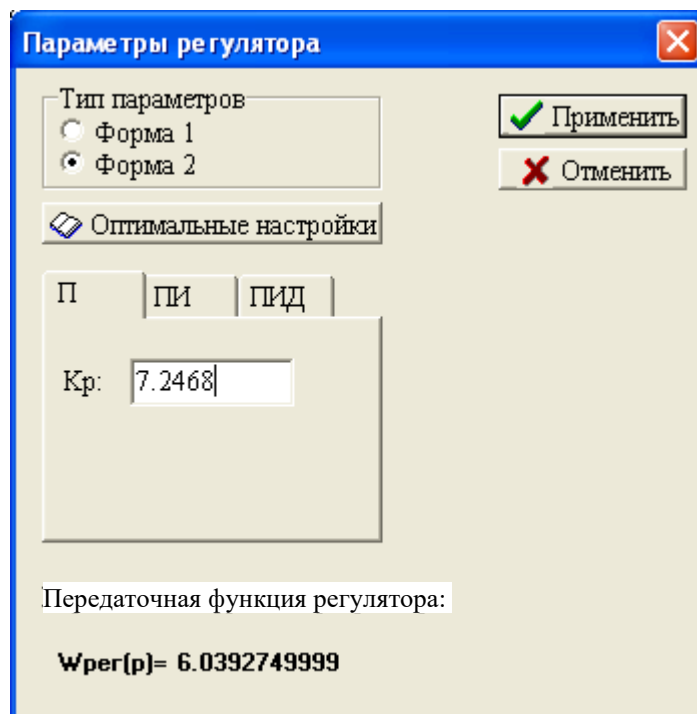 Параметры регулятора
Тип параметров
Форма 1
Форма 2
Применить
Отменить
Оптимальные настройки
П ПИ ПИД
Кр: 7.2468
Передаточная функция регулятора:
Wper(p)= 6.0392749999